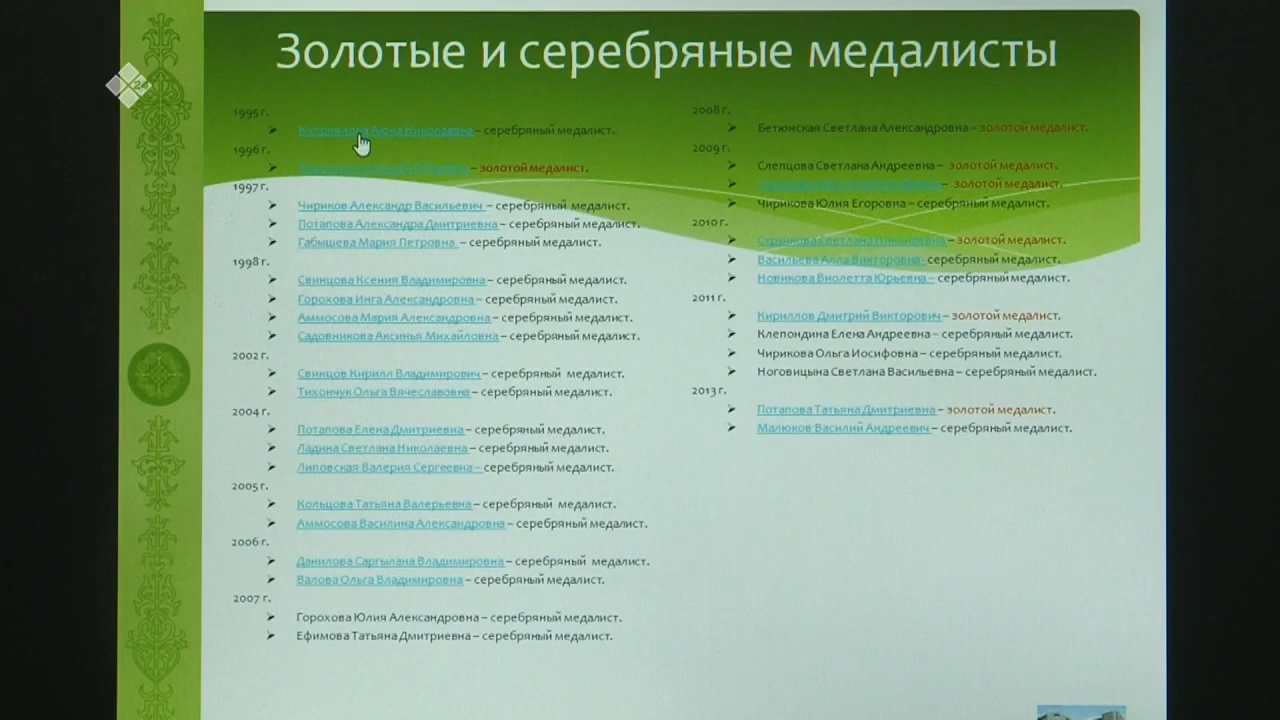 Золотые и серебряные медалисты
1995 г.
Куприянова Аюна Николаевна – серебряный медалист.
1996 г.
– золотой медалист.
1997 г.
Чириков Александр Васильевич – серебряный медалист.
Потапова Александра Дмитриевна – серебряный медалист.
Габышева Мария Петровна – серебряный медалист.
1998 г.
Свинцова Ксения Владимировна – серебряный медалист.
Горохова Инга Александровна – серебряный медалист.
Аммосова Мария Александровна – серебряный медалист.
Садовникова Аксинья Михайловна – серебряный медалист.
2002 г.
Свинцов Кирилл Владимирович – серебряный медалист.
Тихончук Ольга Вячеславовна – серебряный медалист.
2004 г.
Потапова Елена Дмитриевна – серебряный медалист.
Ладина Светлана Николаевна – серебряный медалист.
Липовская Валерия Сергеевна – серебряный медалист.
2005 г.
Кольцова Татьяна Валерьевна – серебряный медалист.
Аммосова Василина Александровна – серебряный медалист.
2006 г.
Данилова Саргылана Владимировна – серебряный медалист.
Валова Ольга Владимировна – серебряный медалист.
2007 г.
Горохова Юлия Александровна – серебряный медалист.
Ефимова Татьяна Дмитриевна – серебряный медалист.
2008 г.
Бетюнская Светлана Александровна – золотой медалист.
2009 г.
Слепцова Светлана Андреевна – золотой медалист.
– золотой медалист.
Чирикова Юлия Егоровна – серебряный медалист.
2010 г.
Стручкова Светлана Николаевна – золотой медалист.
Васильева Алла Викторовна- серебряный медалист.
Новикова Виолетта Юрьевна – серебряный медалист.
2011 г.
Кириллов Дмитрий Викторович – золотой медалист.
Клепондина Елена Андреевна – серебряный медалист.
Чирикова Ольга Иосифовна – серебряный медалист.
Ноговицына Светлана Васильевна – серебряный медалист.
2013 г.
Потапова Татьяна Дмитриевна – золотой медалист.
Малюков Василий Андреевич – серебряный медалист.